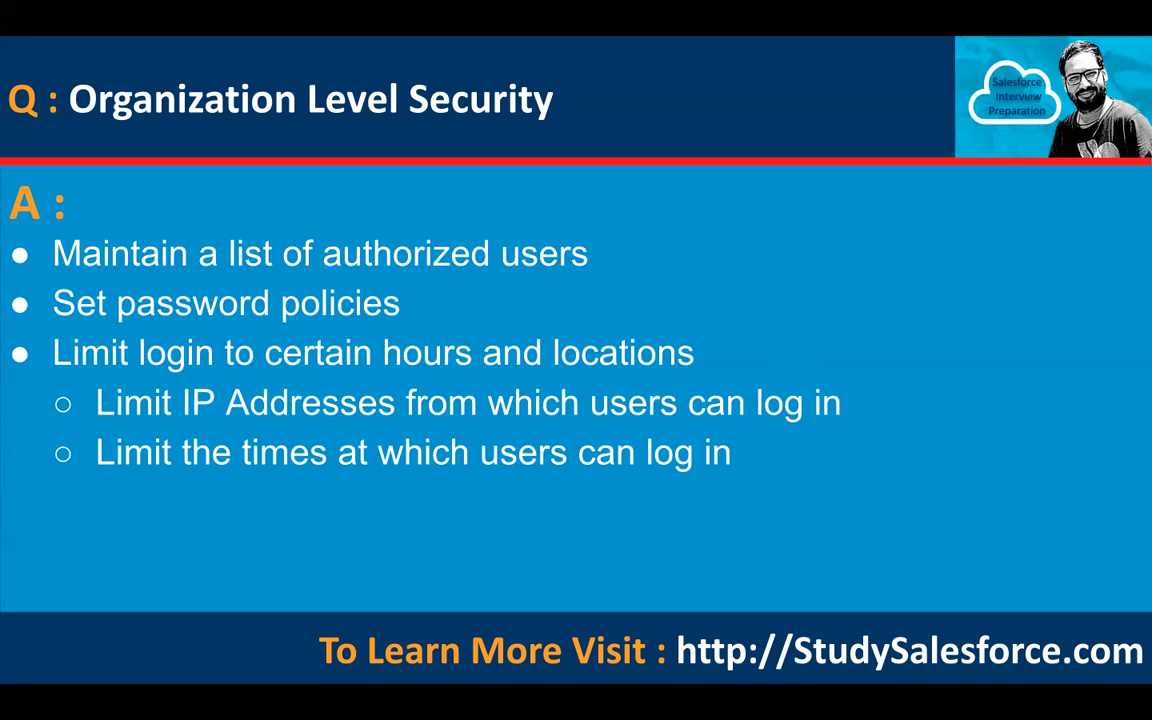 Q : Organization Level Security
Salesforce
Interview
Preparation
A :
● Maintain a list of authorized users
● Set password policies
● Limit login to certain hours and locations
○ Limit IP Addresses from which users can log in
○ Limit the times at which users can log in
To Learn More Visit : http://StudySalesforce.com